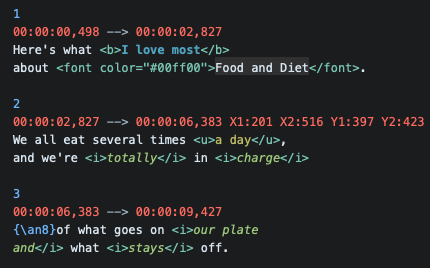 1
00:00:00,498 --> 00:00:02,827
Here's what <b>I love most</b>
about <font color="#00ff00">Food and Diet</font>.

2
00:00:02,827 --> 00:00:06,383 X1:201 X2:516 Y1:397 Y2:423
We all eat several times <u>a day</u>,
and we're <i>totally</i> in <i>charge</i>

3
00:00:06,383 --> 00:00:09,427
{\an8}of what goes on <i>our plate
and</i> what <i>stays</i> off.